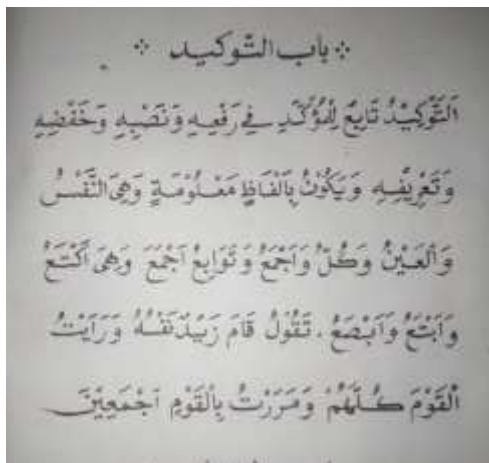 باب التوكيد
اَلتَّوْكِيْدُ تَابِعٌ لِلْمُؤَكَّدِ فِي رَفْعِهِ وَنَصْبِهِ وَخَفْضِهِ
وَتَعْرِيْفِهِ وَيَكُوْنُ بِاَلْفَاظٍ مَعْلُوْمَةٍ وَهِيَ النَّفْسُ
وَالْعَيْنُ وَكُلٌّ وَاَجْمَعُ وَتَوَابِعُ اَجْمَعَ وَهِيَ اَكْتَعُ
وَاَبْتَعُ وَاَبْصَعُ . تَقُوْلُ قَامَ زَيْدٌ نَفْسُهُ وَرَاَيْتُ
الْقَوْمَ كُلَّهُمْ وَمَرَرْتُ بِالْقَوْمِ اَجْمَعِيْنَ